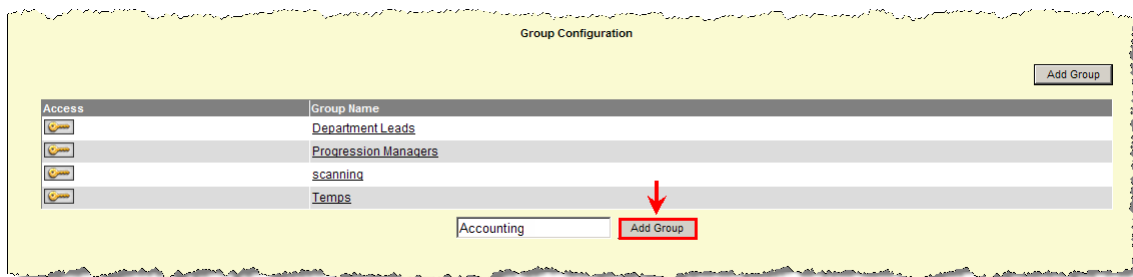 Group Configuration
Add Group
Access Group Name
Department Leads
Progression Managers
scanning
Temps
Accounting Add Group